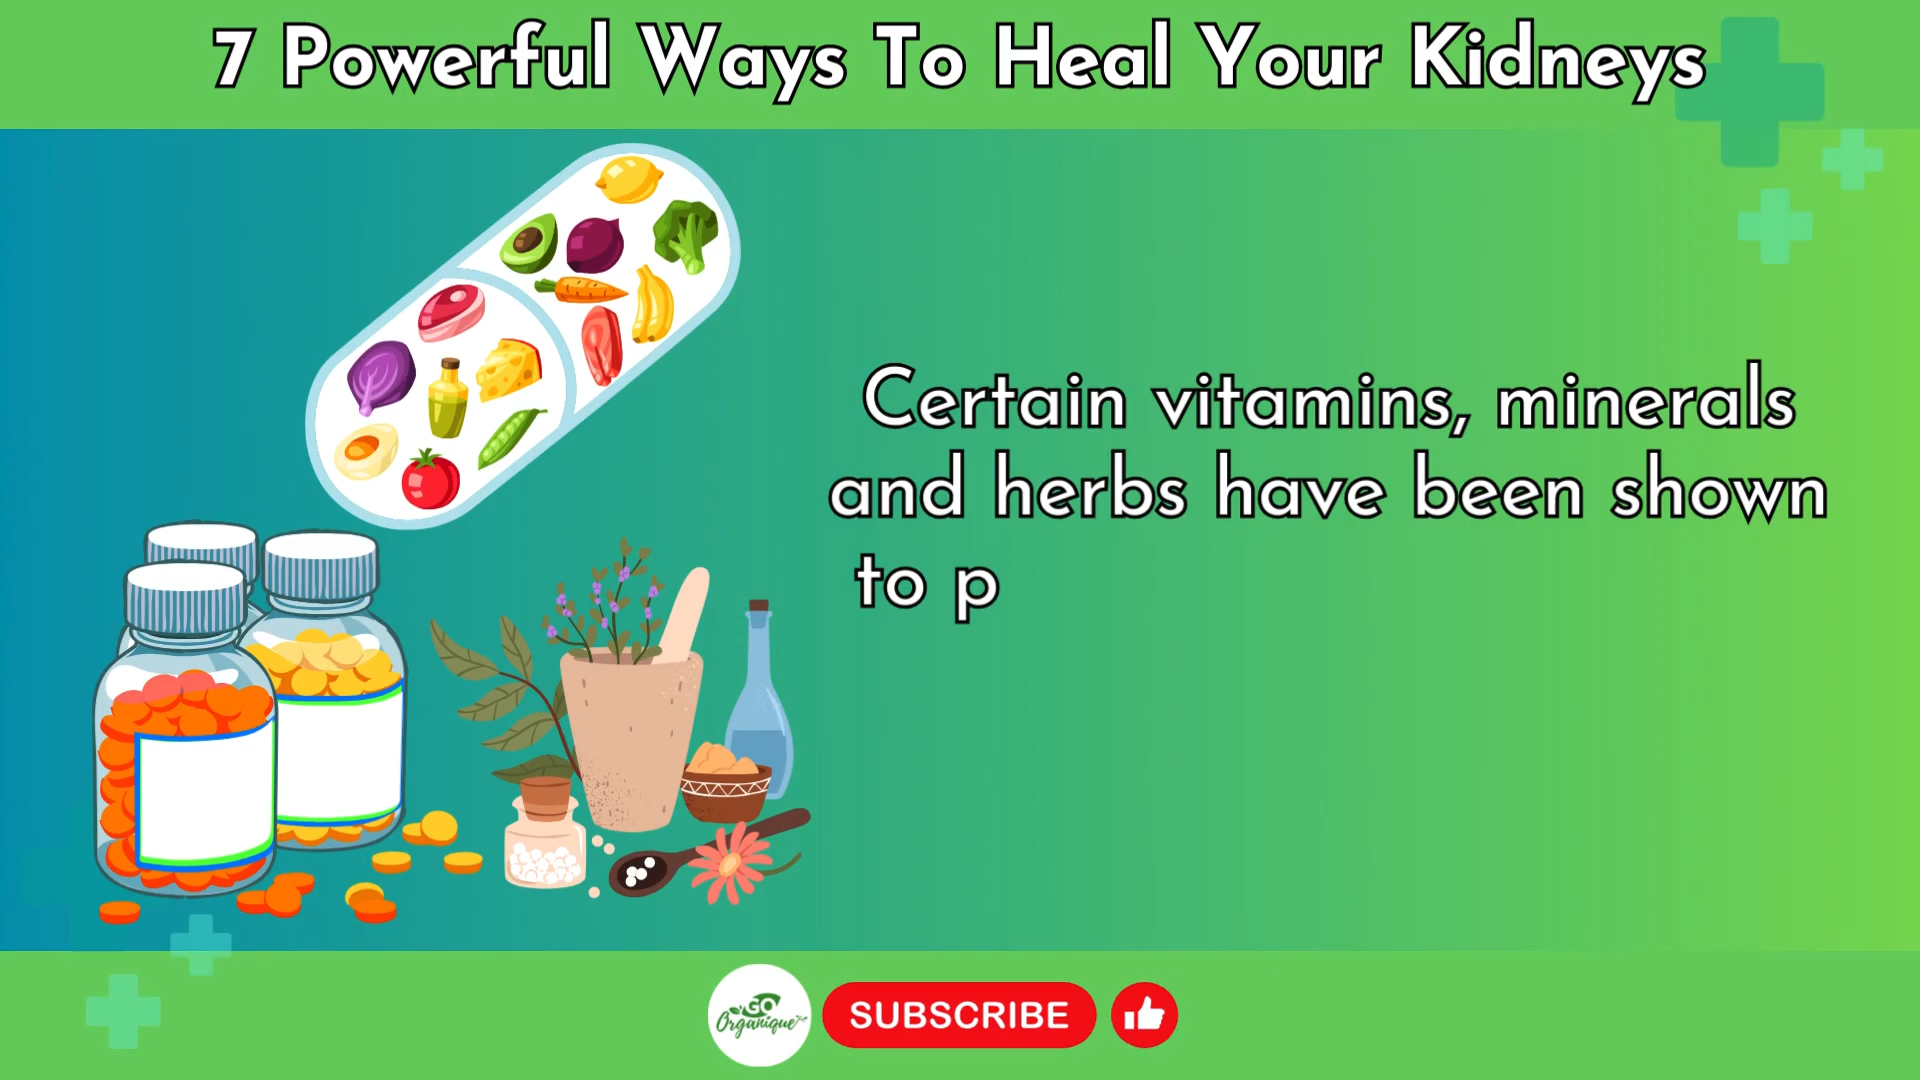 7 Powerful Ways To Heal Your Kidneys
Certain vitamins, minerals
and herbs have been shown
to p
GO
Organique
SUBSCRIBE